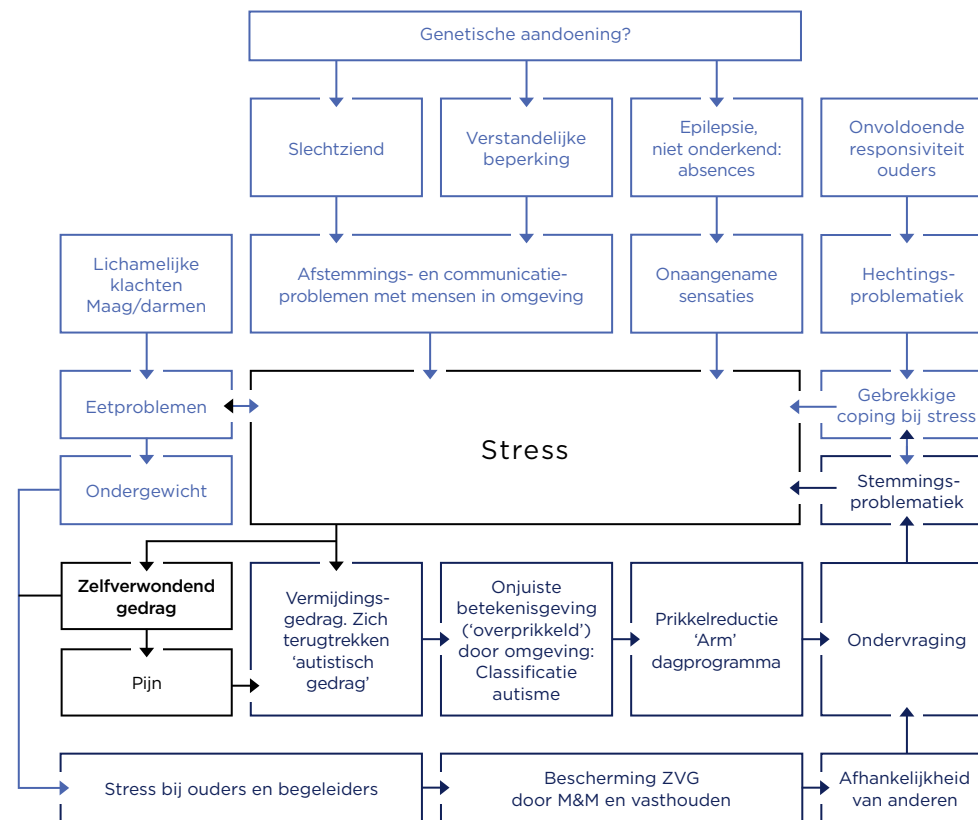 Genetische aandoening?
Slechtziend
Verstandelijke
beperking
Epilepsie,
niet onderkend:
absences
Onvoldoende
responsiviteit
ouders
Lichamelijke
klachten
Maag/darmen
Afstemmings- en communicatie-
problemen met mensen in omgeving
Onaangename
sensaties
Hechtings-
problematiek
Eetproblemen
Stress
Gebrekkige
coping bij stress
Ondergewicht
Stemmings-
problematiek
Zelfverwondend
gedrag
Pijn
Vermijdings-
gedrag. Zich
terugtrekken
‘autistisch
gedrag’
Onjuiste
betekenisgeving
(‘overprikkeld’)
door omgeving:
Classificatie
autisme
Prikkelreductie
‘Arm’
dagprogramma
Ondervraging
Stress bij ouders en begeleiders
Bescherming ZVG
door M&M en vasthouden
Afhankelijkheid
van anderen